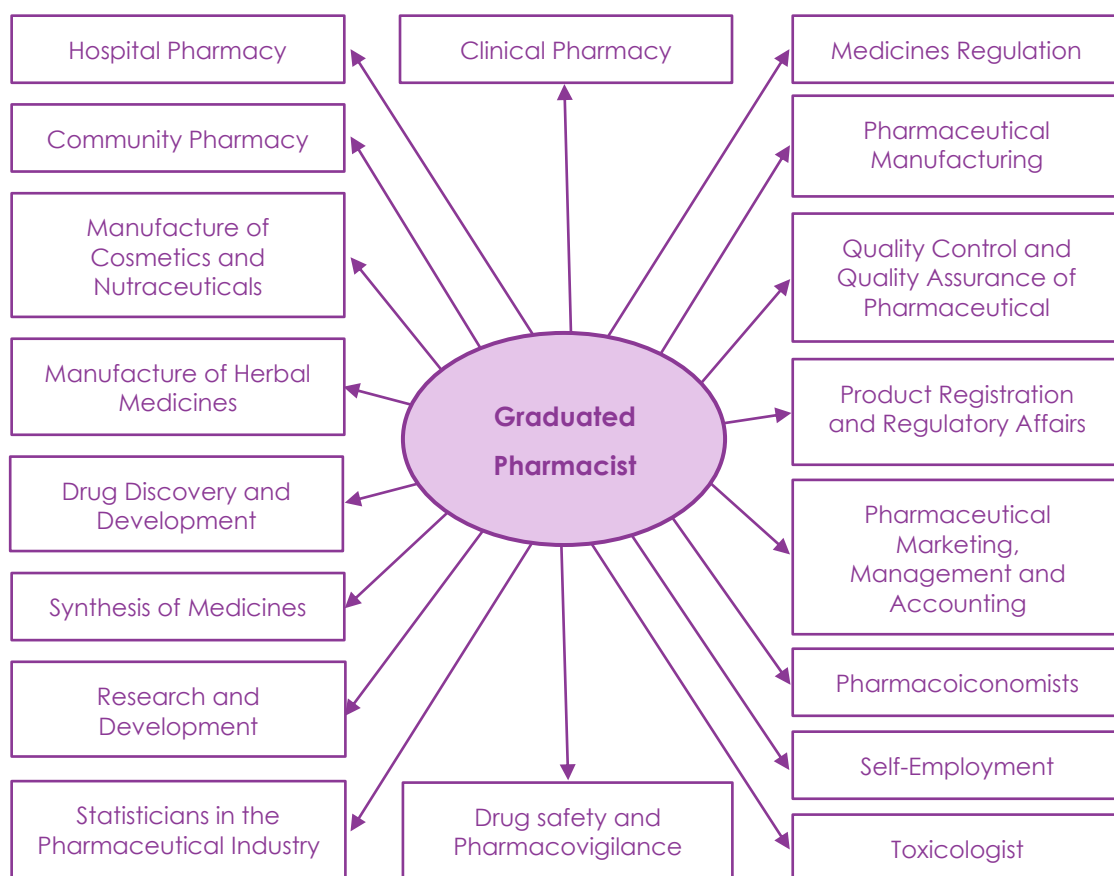 Hospital Pharmacy
Clinical Pharmacy
Medicines Regulation
Community Pharmacy
Pharmaceutical
Manufacturing
Manufacture of
Cosmetics and
Nutraceuticals
Quality Control and
Quality Assurance of
Pharmaceutical
Manufacture of Herbal
Medicines
Graduated
Pharmacist
Product Registration
and Regulatory Affairs
Drug Discovery and
Development
Pharmaceutical
Marketing,
Management and
Accounting
Synthesis of Medicines
Research and
Development
Pharmacoiconomists
Self-Employment
Statisticians in the
Pharmaceutical Industry
Drug safety and
Pharmacovigilance
Toxicologist